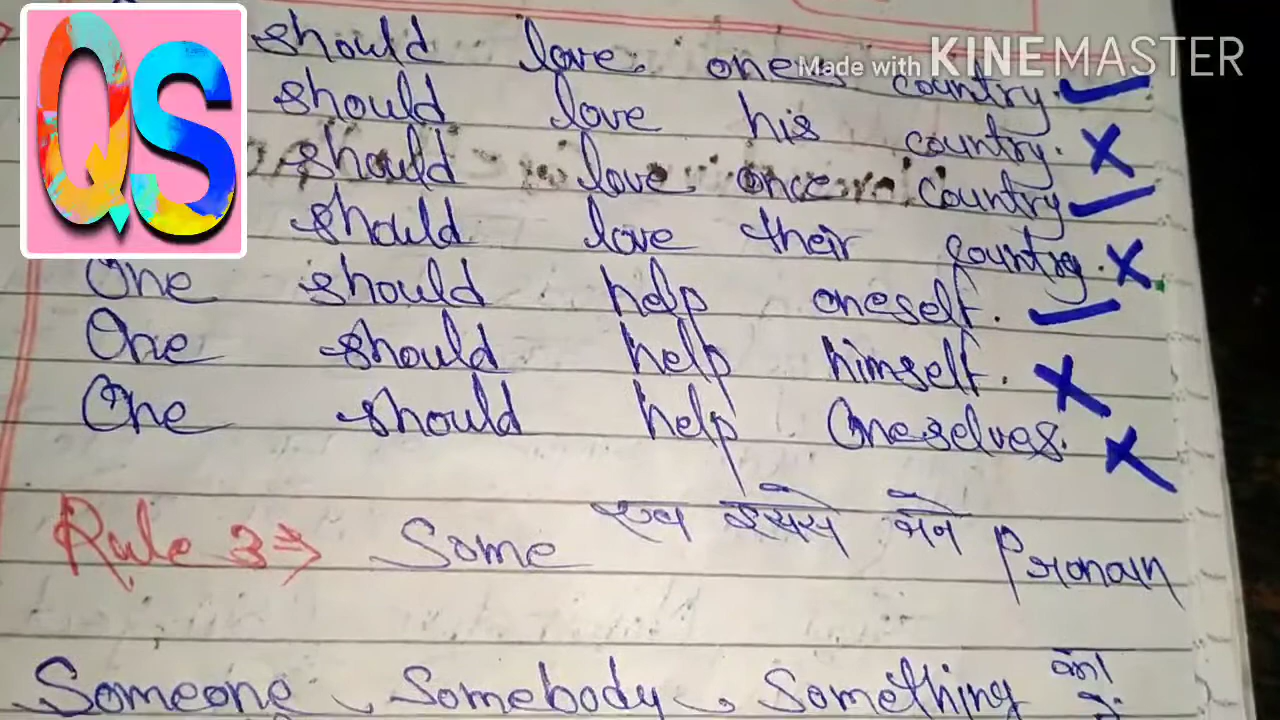 QS
Made with KINEMASTER
should love. one's country. ✓
should love his country. ×
should love once country ✓
should love their country. ×
One should help oneself. ✓
One should help himself. ×
One should help Oneselves. ×
Rule 3⇒ Some एवं इससे बने Pronoun
Someone, Somebody, Something का